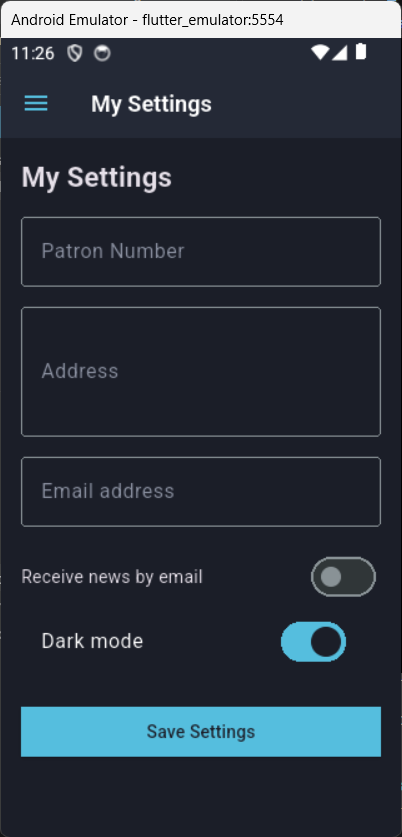 Android Emulator - flutter_emulator:5554
11:26
My Settings
My Settings
Patron Number
Address
Email address
Receive news by email
Dark mode
Save Settings